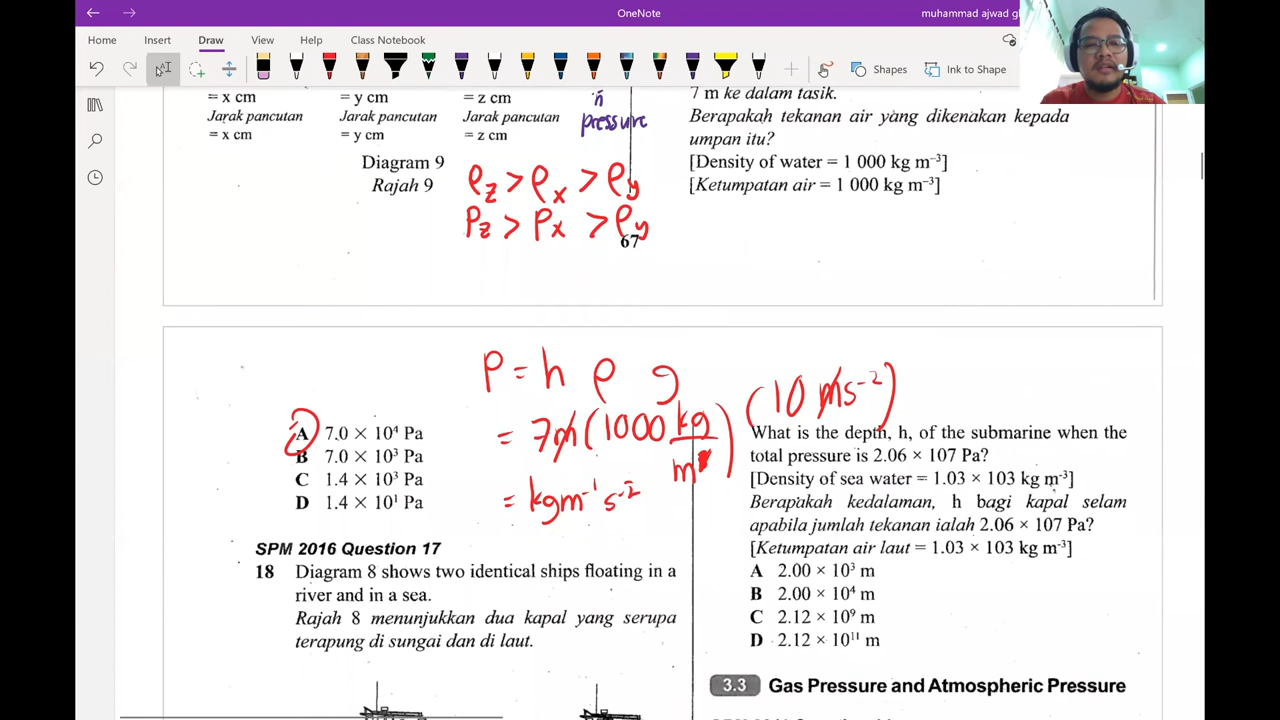 OneNote
muhammad ajwad gh
Home Insert Draw View Help Class Notebook
Shapes Ink to Shape
= x cm
Jarak pancutan
= x cm
= y cm
Jarak pancutan
= y cm
= z cm
Jarak pancutan
= z cm
pressure
Diagram 9
Rajah 9
ρz > ρx > ρy
Pz > Px > Py
67
7 m ke dalam tasik.
Berapakah tekanan air yang dikenakan kepada
umpan itu?
[Density of water = 1 000 kg m⁻³]
[Ketumpatan air = 1 000 kg m⁻³]
P = h ρ g
= 7m (1000 kg/m) (10 ms⁻²)
= kgm⁻¹ s⁻²
A 7.0 × 10⁴ Pa
B 7.0 × 10³ Pa
C 1.4 × 10³ Pa
D 1.4 × 10¹ Pa
SPM 2016 Question 17
18 Diagram 8 shows two identical ships floating in a
river and in a sea.
Rajah 8 menunjukkan dua kapal yang serupa
terapung di sungai dan di laut.
What is the depth, h, of the submarine when the
total pressure is 2.06 × 107 Pa?
[Density of sea water = 1.03 × 103 kg m⁻³]
Berapakah kedalaman, h bagi kapal selam
apabila jumlah tekanan ialah 2.06 × 107 Pa?
[Ketumpatan air laut = 1.03 × 103 kg m⁻³]
A 2.00 × 10³ m
B 2.00 × 10⁴ m
C 2.12 × 10⁹ m
D 2.12 × 10¹¹ m
3.3 Gas Pressure and Atmospheric Pressure